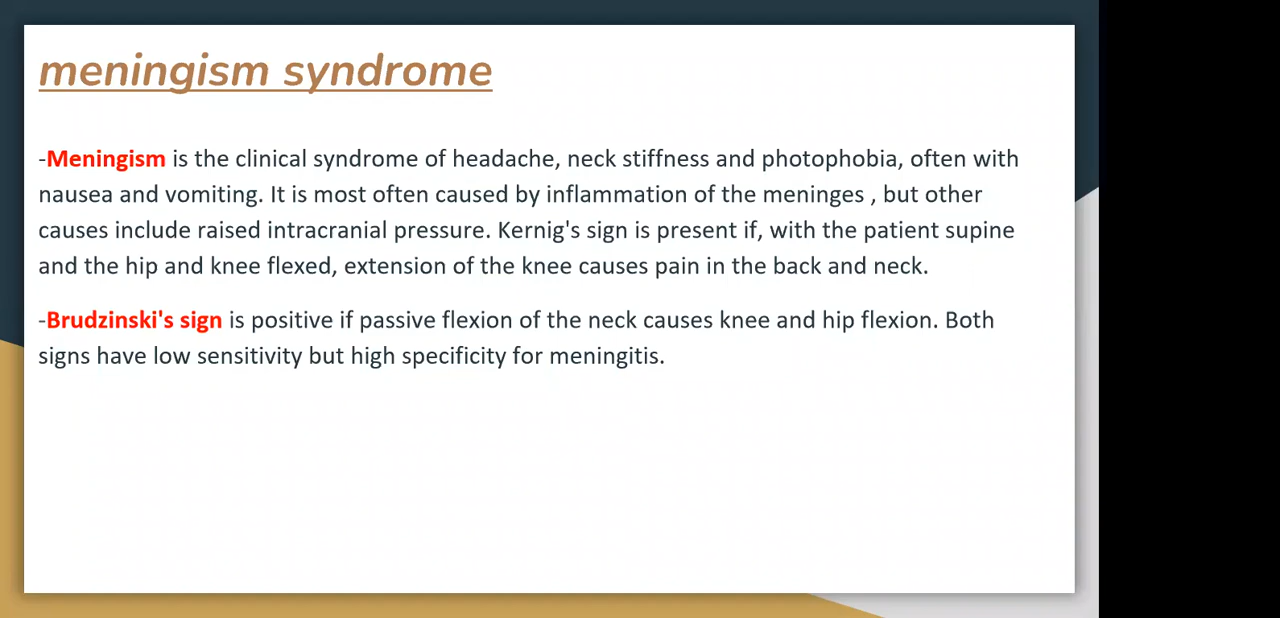 meningism syndrome
-Meningism is the clinical syndrome of headache, neck stiffness and photophobia, often with
nausea and vomiting. It is most often caused by inflammation of the meninges , but other
causes include raised intracranial pressure. Kernig's sign is present if, with the patient supine
and the hip and knee flexed, extension of the knee causes pain in the back and neck.
-Brudzinski's sign is positive if passive flexion of the neck causes knee and hip flexion. Both
signs have low sensitivity but high specificity for meningitis.